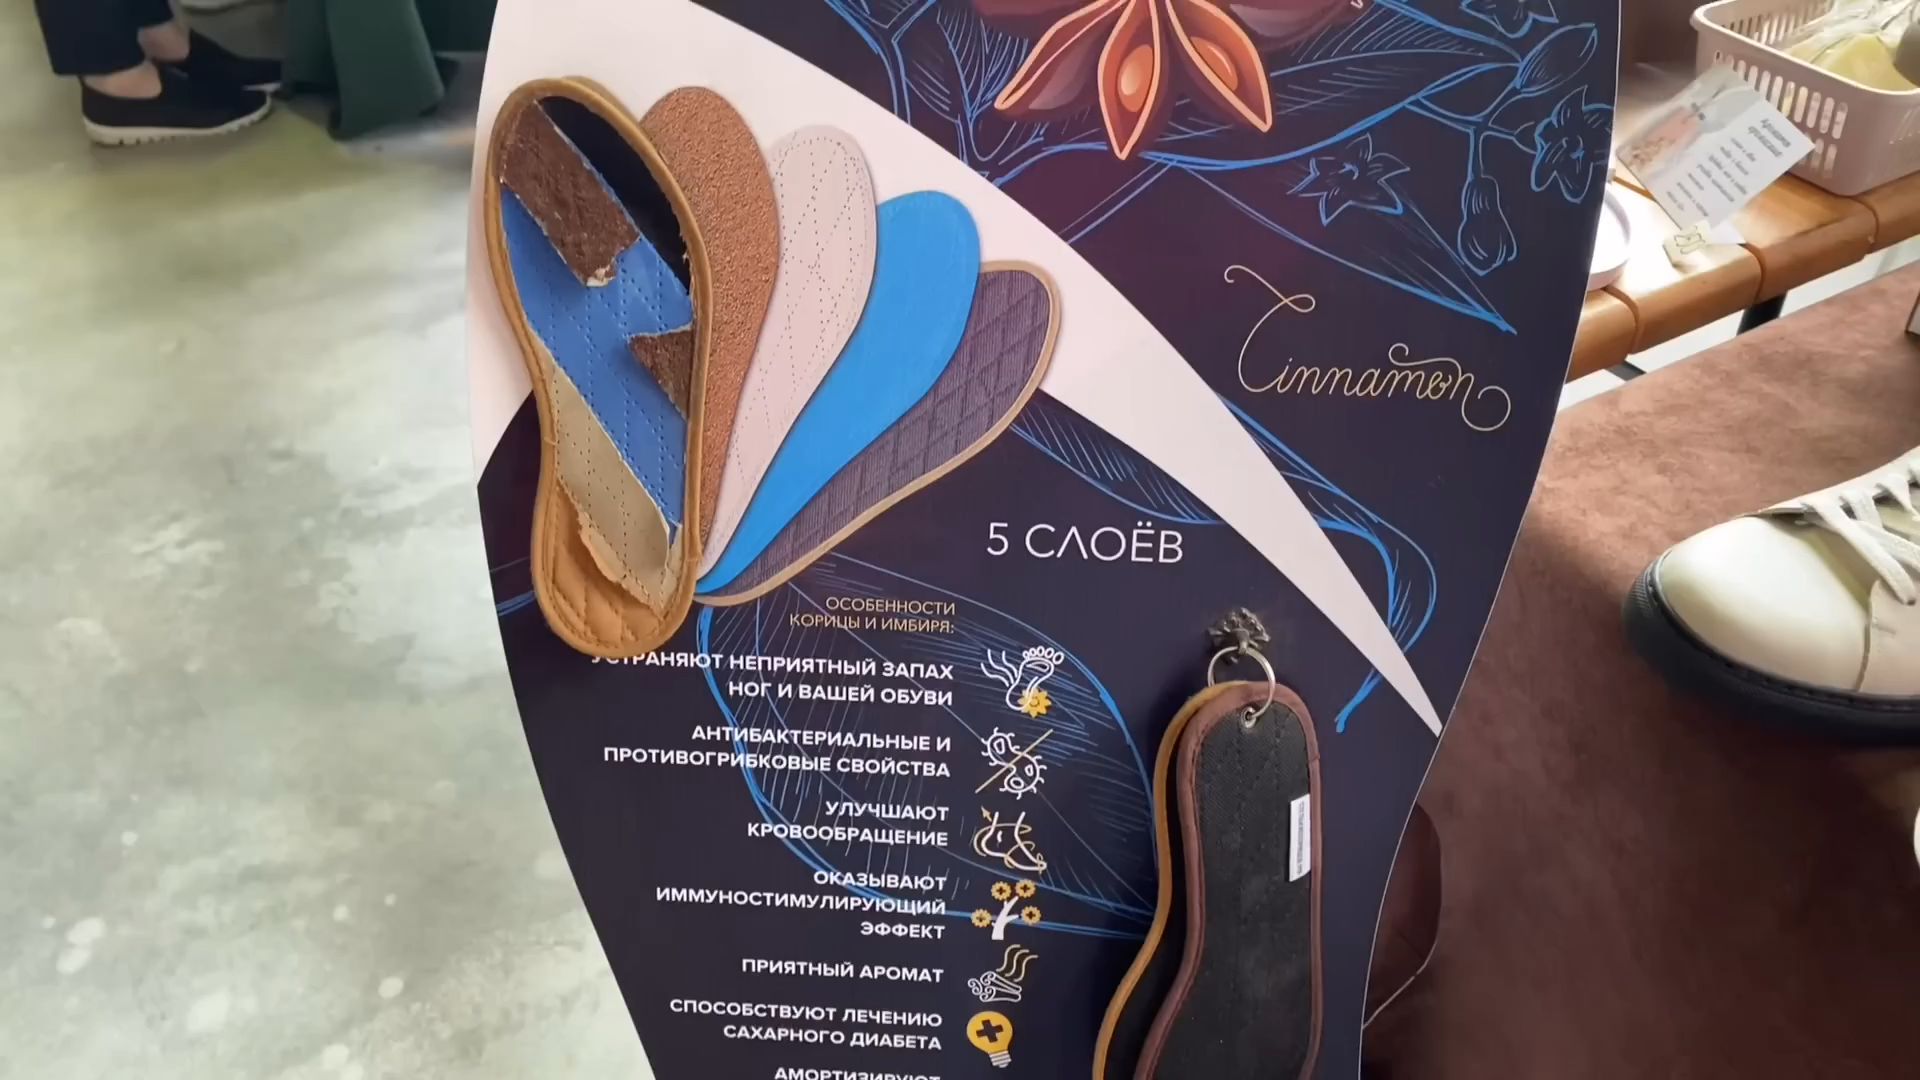 Cinnamon
5 СЛОЁВ
ОСОБЕННОСТИ
КОРИЦЫ И ИМБИРЯ:
УСТРАНЯЮТ НЕПРИЯТНЫЙ ЗАПАХ
НОГ И ВАШЕЙ ОБУВИ
АНТИБАКТЕРИАЛЬНЫЕ И
ПРОТИВОГРИБКОВЫЕ СВОЙСТВА
УЛУЧШАЮТ
КРОВООБРАЩЕНИЕ
ОКАЗЫВАЮТ
ИММУНОСТИМУЛИРУЮЩИЙ
ЭФФЕКТ
ПРИЯТНЫЙ АРОМАТ
СПОСОБСТВУЮТ ЛЕЧЕНИЮ
САХАРНОГО ДИАБЕТА
АМОРТИЗИРУЮТ